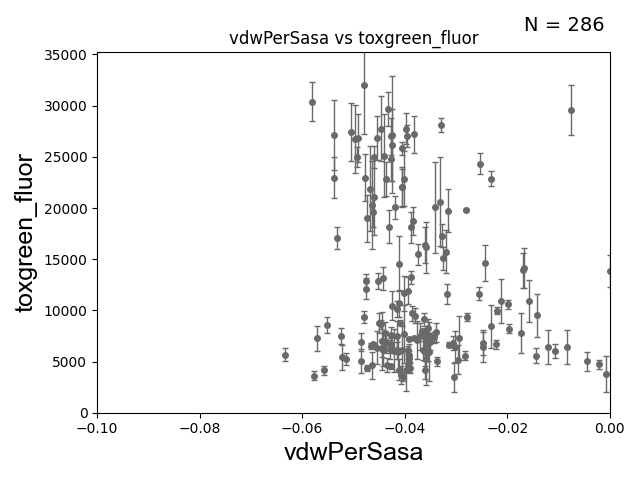 N = 286
vdwPerSasa vs toxgreen_fluor
35000
30000
25000
20000
15000
10000
5000
0
toxgreen_fluor
−0.10 −0.08 −0.06 −0.04 −0.02 0.00
vdwPerSasa